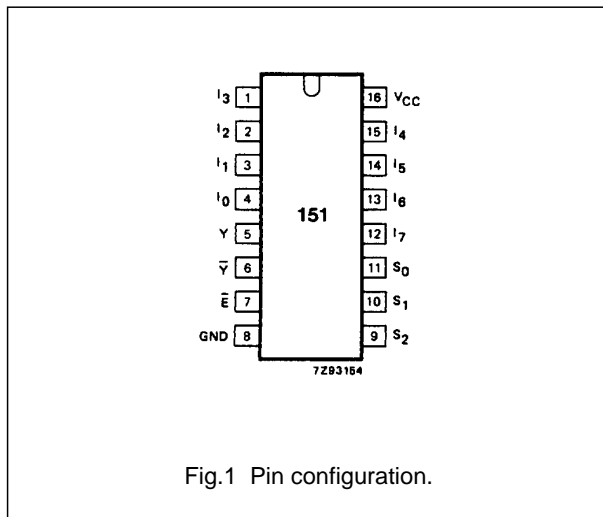 I3 1 16 VCC
I2 2 15 I4
I1 3 14 I5
I0 4 13 I6
151
Y 5 12 I7
Y̅ 6 11 S0
E̅ 7 10 S1
GND 8 9 S2
7Z93154
Fig.1 Pin configuration.